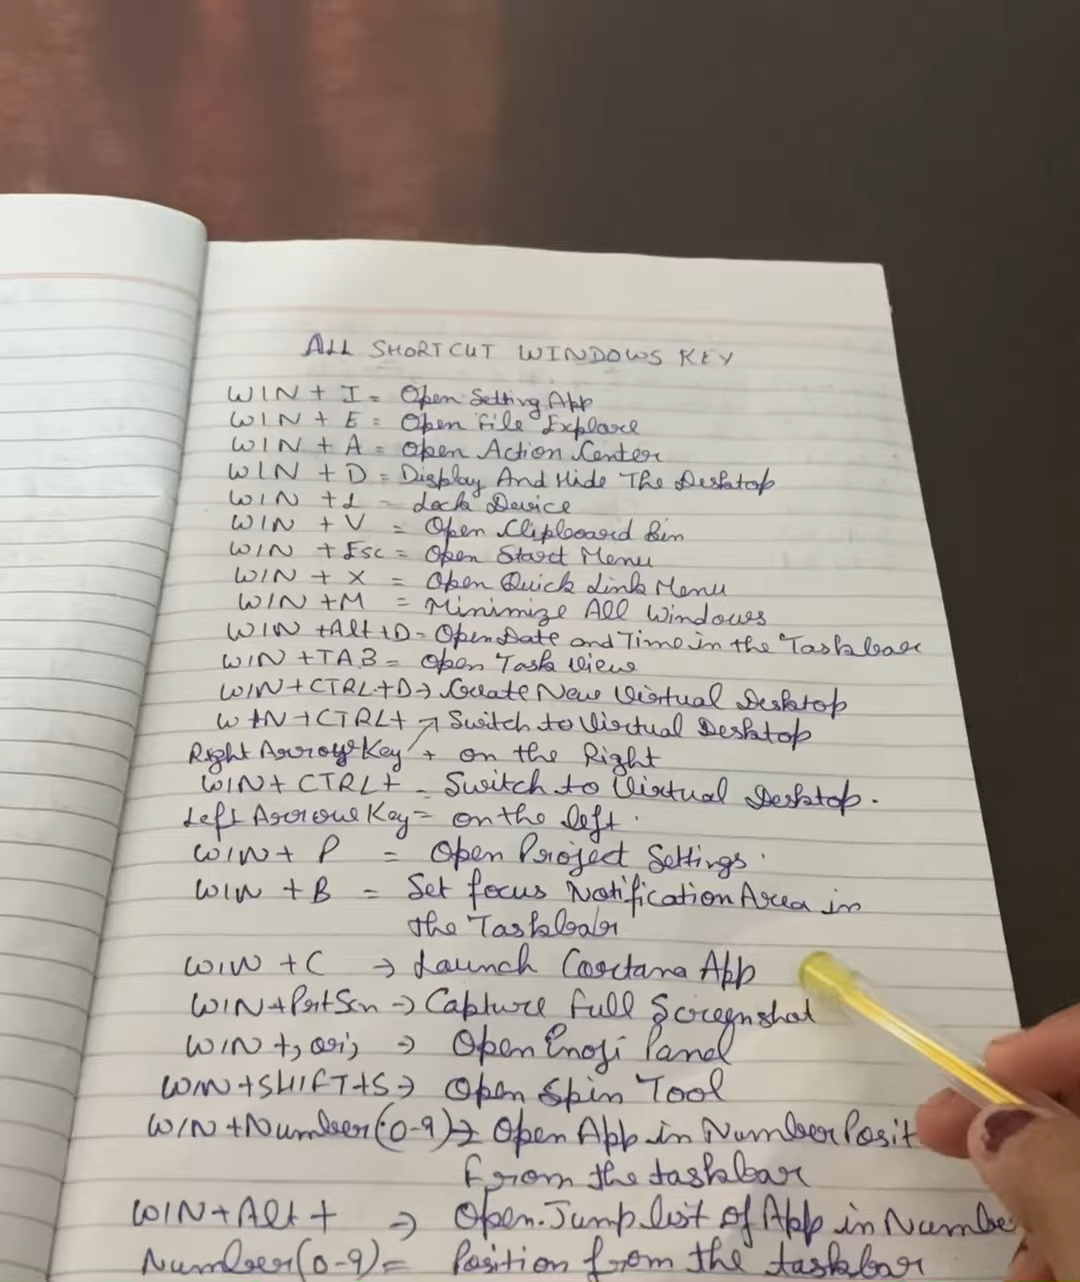 ALL SHORTCUT WINDOWS KEY
WIN + I = Open Setting App
WIN + E = Open File Explore
WIN + A = Open Action Center
WIN + D = Display And Hide The Desktop
WIN + L = Lock Device
WIN + V = Open Clipboard Bin
WIN + Esc = Open Start Menu
WIN + X = Open Quick Link Menu
WIN + M = Minimize All Windows
WIN + Alt + D = Open Date and Time in the Taskbar
WIN + TAB = Open Task View
WIN + CTRL + D → Create New Virtual Desktop
WIN + CTRL + → Switch to Virtual Desktop
Right Arrow Key + on the Right
WIN + CTRL + - Switch to Virtual Desktop.
Left Arrow Key = on the left.
WIN + P = Open Project Settings.
WIN + B = Set focus Notification Area in
the Taskbabr
WIN + C → Launch Cortana App
WIN + PrtScn → Capture full Screenshot
WIN +, or ; → Open Emoji Panel
WIN + SHIFT + S → Open Spin Tool
WIN + Number (0-9) → Open App in Number Posit
From the taskbar
WIN + Alt + → Open Jump list of App in Numbe
Number (0-9) = Position from the taskbar